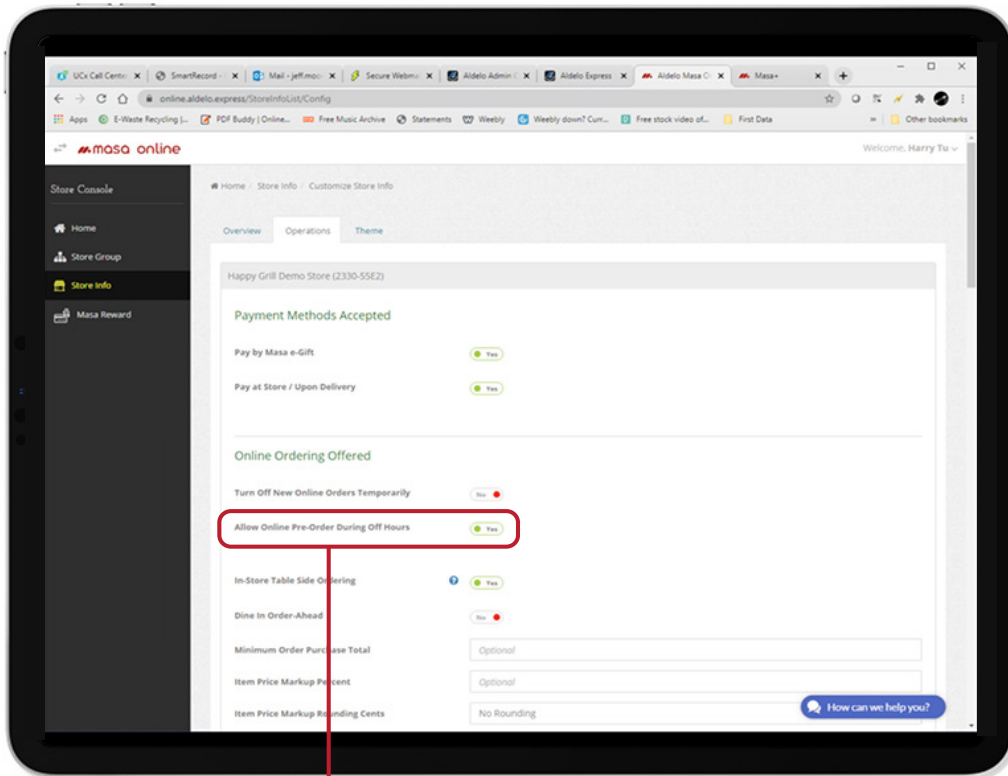 UCx Call Cente: SmartRecord - Mail - jeff.moo Secure Webma Aldelo Admin Aldelo Express Aldelo Masa O Masa+
online.aldelo.express/StoreInfoList/Config
Apps E-Waste Recycling |... PDF Buddy | Online... Free Music Archive Statements Weebly Weebly down? Curr... Free stock video of... First Data Other bookmarks
masa online Welcome, Harry Tu
Store Console
Home / Store Info / Customize Store Info
Home
Overview Operations Theme
Store Group
Happy Grill Demo Store (2330-55E2)
Store Info
Masa Reward
Payment Methods Accepted
Pay by Masa e-Gift Yes
Pay at Store / Upon Delivery Yes
Online Ordering Offered
Turn Off New Online Orders Temporarily No
Allow Online Pre-Order During Off Hours Yes
In-Store Table Side Ordering ? Yes
Dine In Order-Ahead No
Minimum Order Purchase Total Optional
Item Price Markup Percent Optional
Item Price Markup Rounding Cents No Rounding
How can we help you?